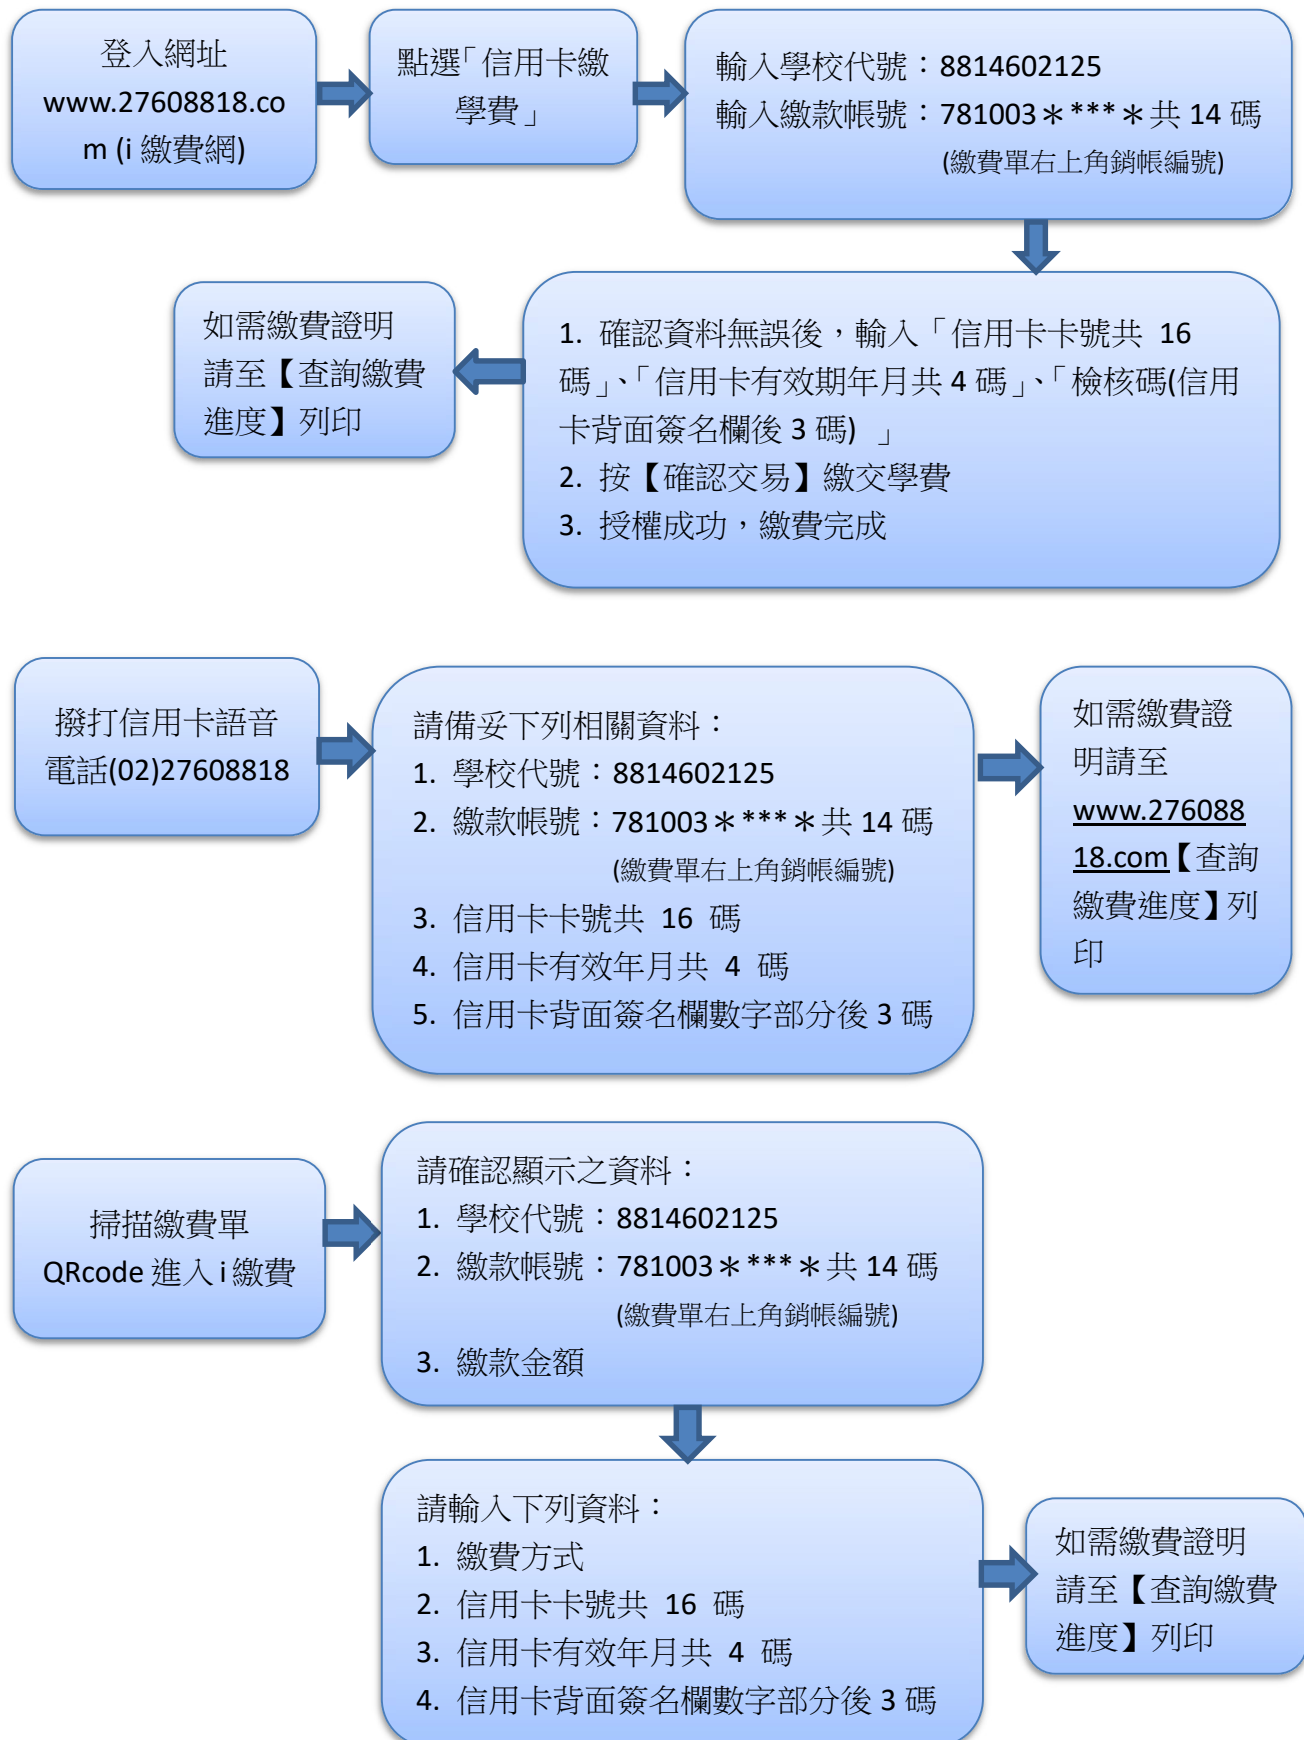 登入網址
www.27608818.co
m (i 繳費網)
點選「信用卡繳
學費」
輸入學校代號：8814602125
輸入繳款帳號：781003＊***＊共 14 碼
(繳費單右上角銷帳編號)
1. 確認資料無誤後，輸入「信用卡卡號共 16
碼」、「信用卡有效期年月共 4 碼」、「檢核碼(信用
卡背面簽名欄後 3 碼) 」
2. 按【確認交易】繳交學費
3. 授權成功，繳費完成
如需繳費證明
請至【查詢繳費
進度】列印
撥打信用卡語音
電話(02)27608818
請備妥下列相關資料：
1. 學校代號：8814602125
2. 繳款帳號：781003＊***＊共 14 碼
(繳費單右上角銷帳編號)
3. 信用卡卡號共 16 碼
4. 信用卡有效年月共 4 碼
5. 信用卡背面簽名欄數字部分後 3 碼
如需繳費證
明請至
www.276088
18.com【查詢
繳費進度】列
印
掃描繳費單
QRcode 進入 i 繳費
請確認顯示之資料：
1. 學校代號：8814602125
2. 繳款帳號：781003＊***＊共 14 碼
(繳費單右上角銷帳編號)
3. 繳款金額
請輸入下列資料：
1. 繳費方式
2. 信用卡卡號共 16 碼
3. 信用卡有效年月共 4 碼
4. 信用卡背面簽名欄數字部分後 3 碼
如需繳費證明
請至【查詢繳費
進度】列印